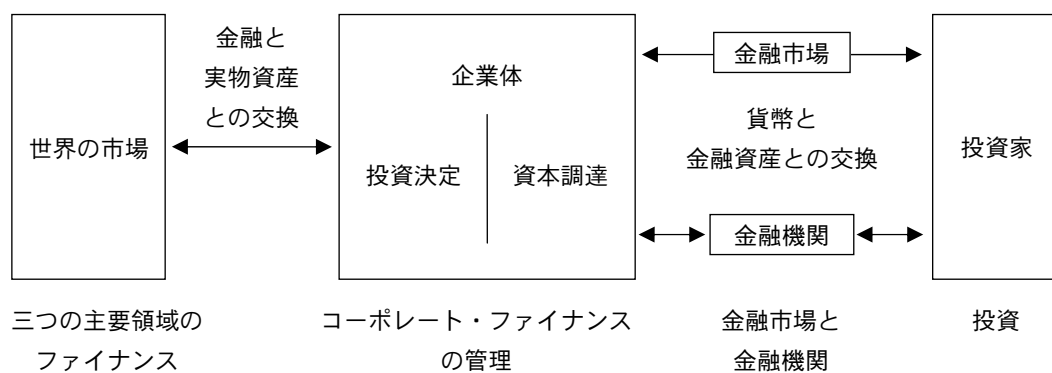 世界の市場
金融と
実物資産
との交換
企業体
投資決定
資本調達
金融市場
貨幣と
金融資産との交換
金融機関
投資家
三つの主要領域の
ファイナンス
コーポレート・ファイナンス
の管理
金融市場と
金融機関
投資